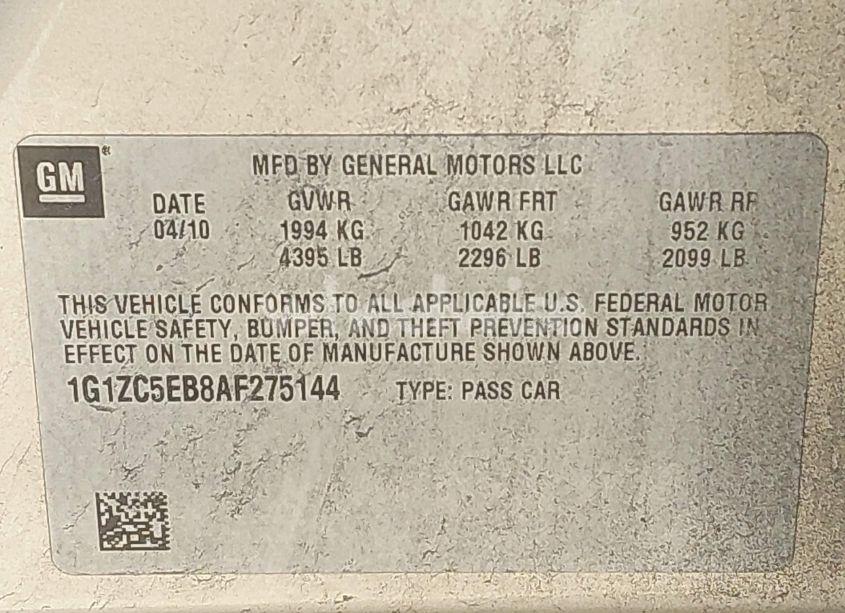 GM
MFD BY GENERAL MOTORS LLC
DATE GVWR GAWR FRT GAWR RR
04/10 1994 KG 1042 KG 952 KG
4395 LB 2296 LB 2099 LB
THIS VEHICLE CONFORMS TO ALL APPLICABLE U.S. FEDERAL MOTOR
VEHICLE SAFETY, BUMPER, AND THEFT PREVENTION STANDARDS IN
EFFECT ON THE DATE OF MANUFACTURE SHOWN ABOVE.
1G1ZC5EB8AF275144 TYPE: PASS CAR